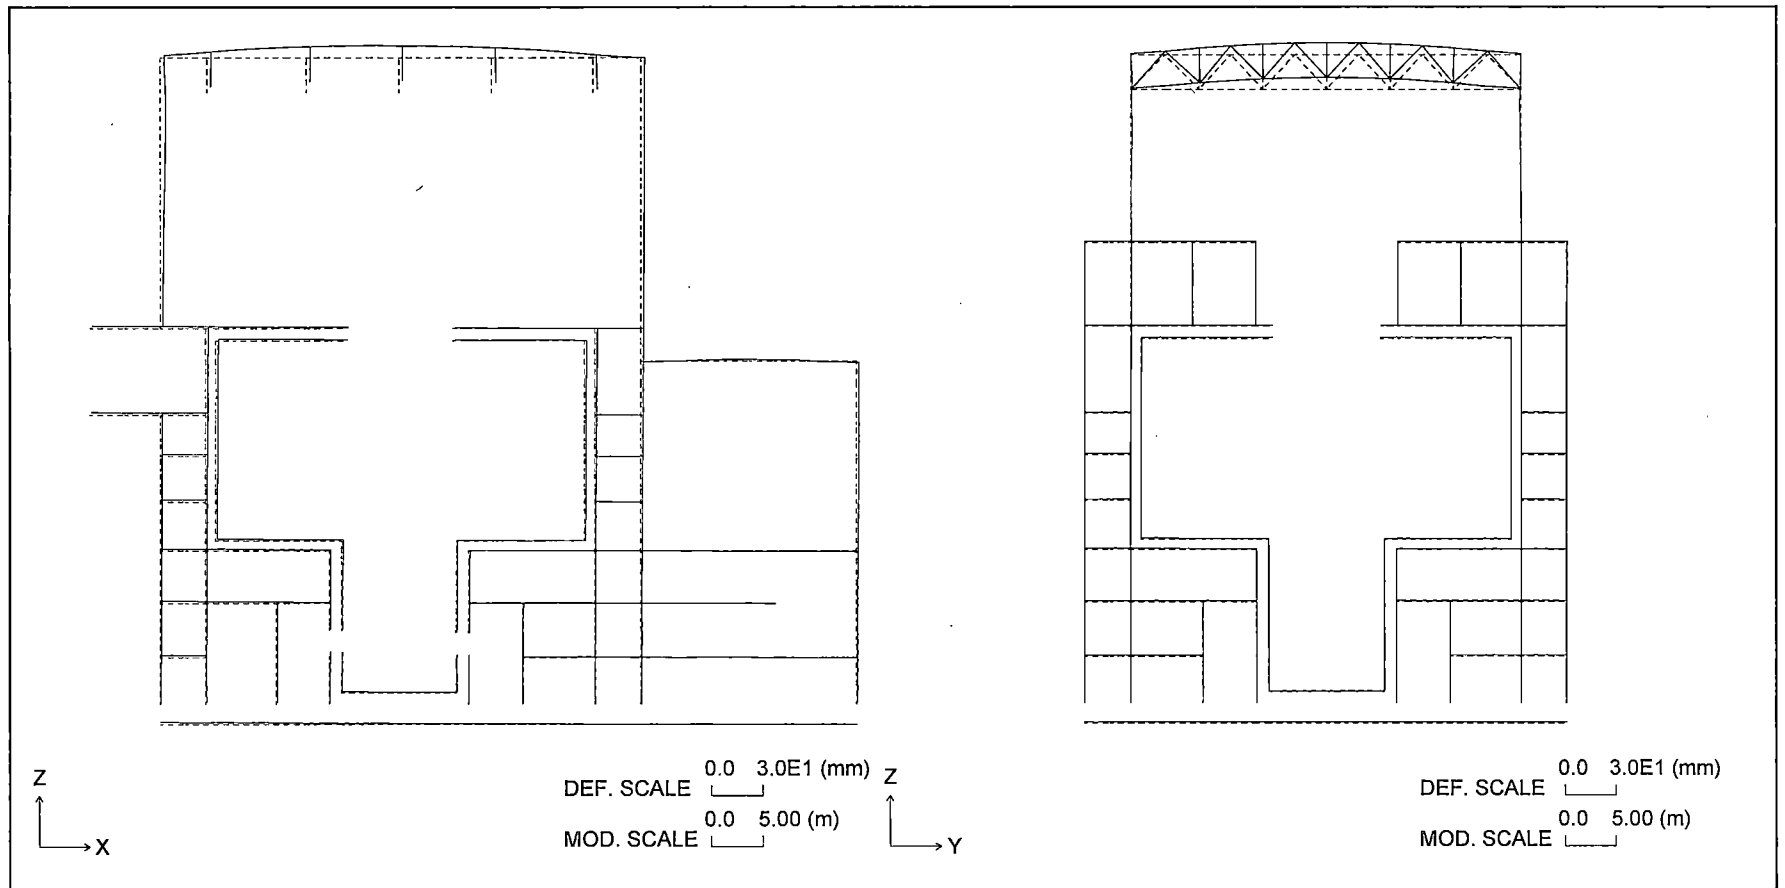 Z
X
0.0 3.0E1 (mm)
DEF. SCALE
0.0 5.00 (m)
MOD. SCALE
Z
Y
0.0 3.0E1 (mm)
DEF. SCALE
0.0 5.00 (m)
MOD. SCALE